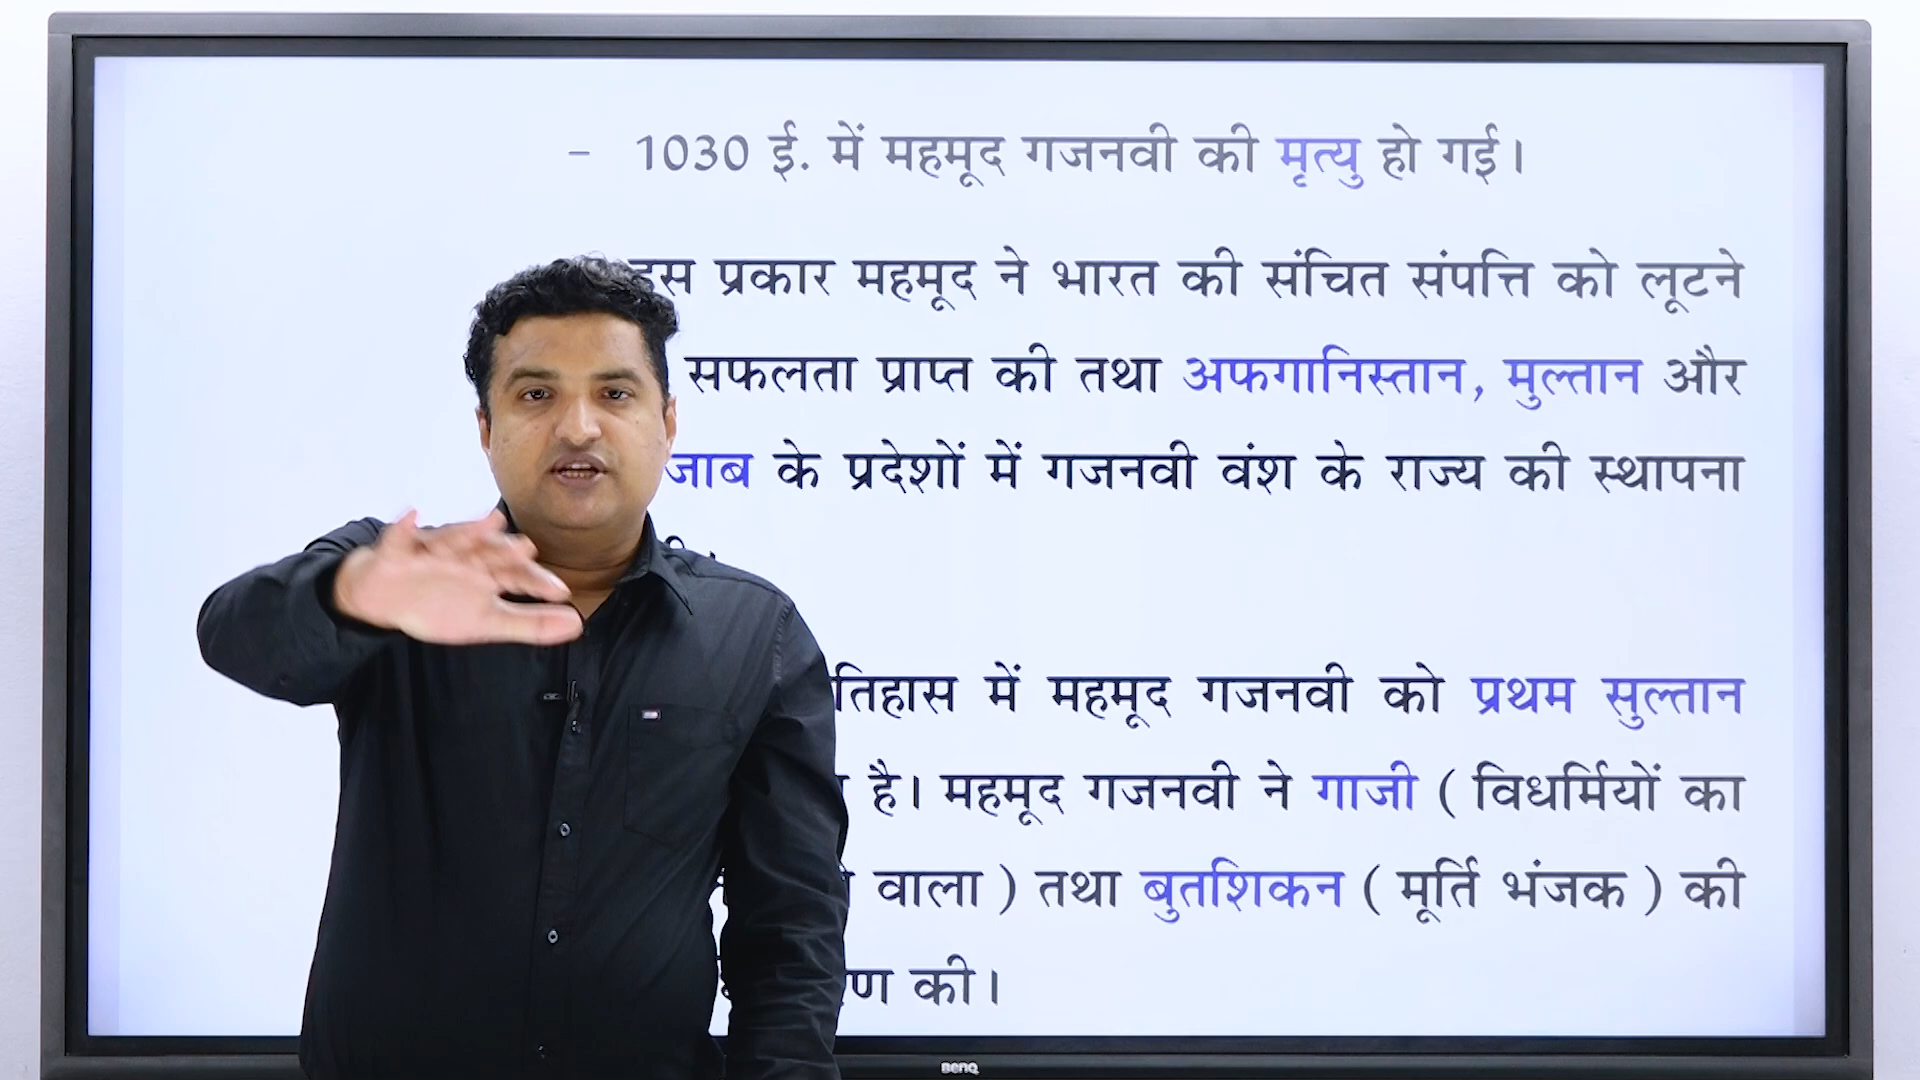 - 1030 ई. में महमूद गजनवी की मृत्यु हो गई।
इस प्रकार महमूद ने भारत की संचित संपत्ति को लूटने
सफलता प्राप्त की तथा अफगानिस्तान, मुल्तान और
जाब के प्रदेशों में गजनवी वंश के राज्य की स्थापना
तिहास में महमूद गजनवी को प्रथम सुल्तान
है। महमूद गजनवी ने गाजी ( विधर्मियों का
वाला ) तथा बुतशिकन ( मूर्ति भंजक ) की
ण की।
BenQ